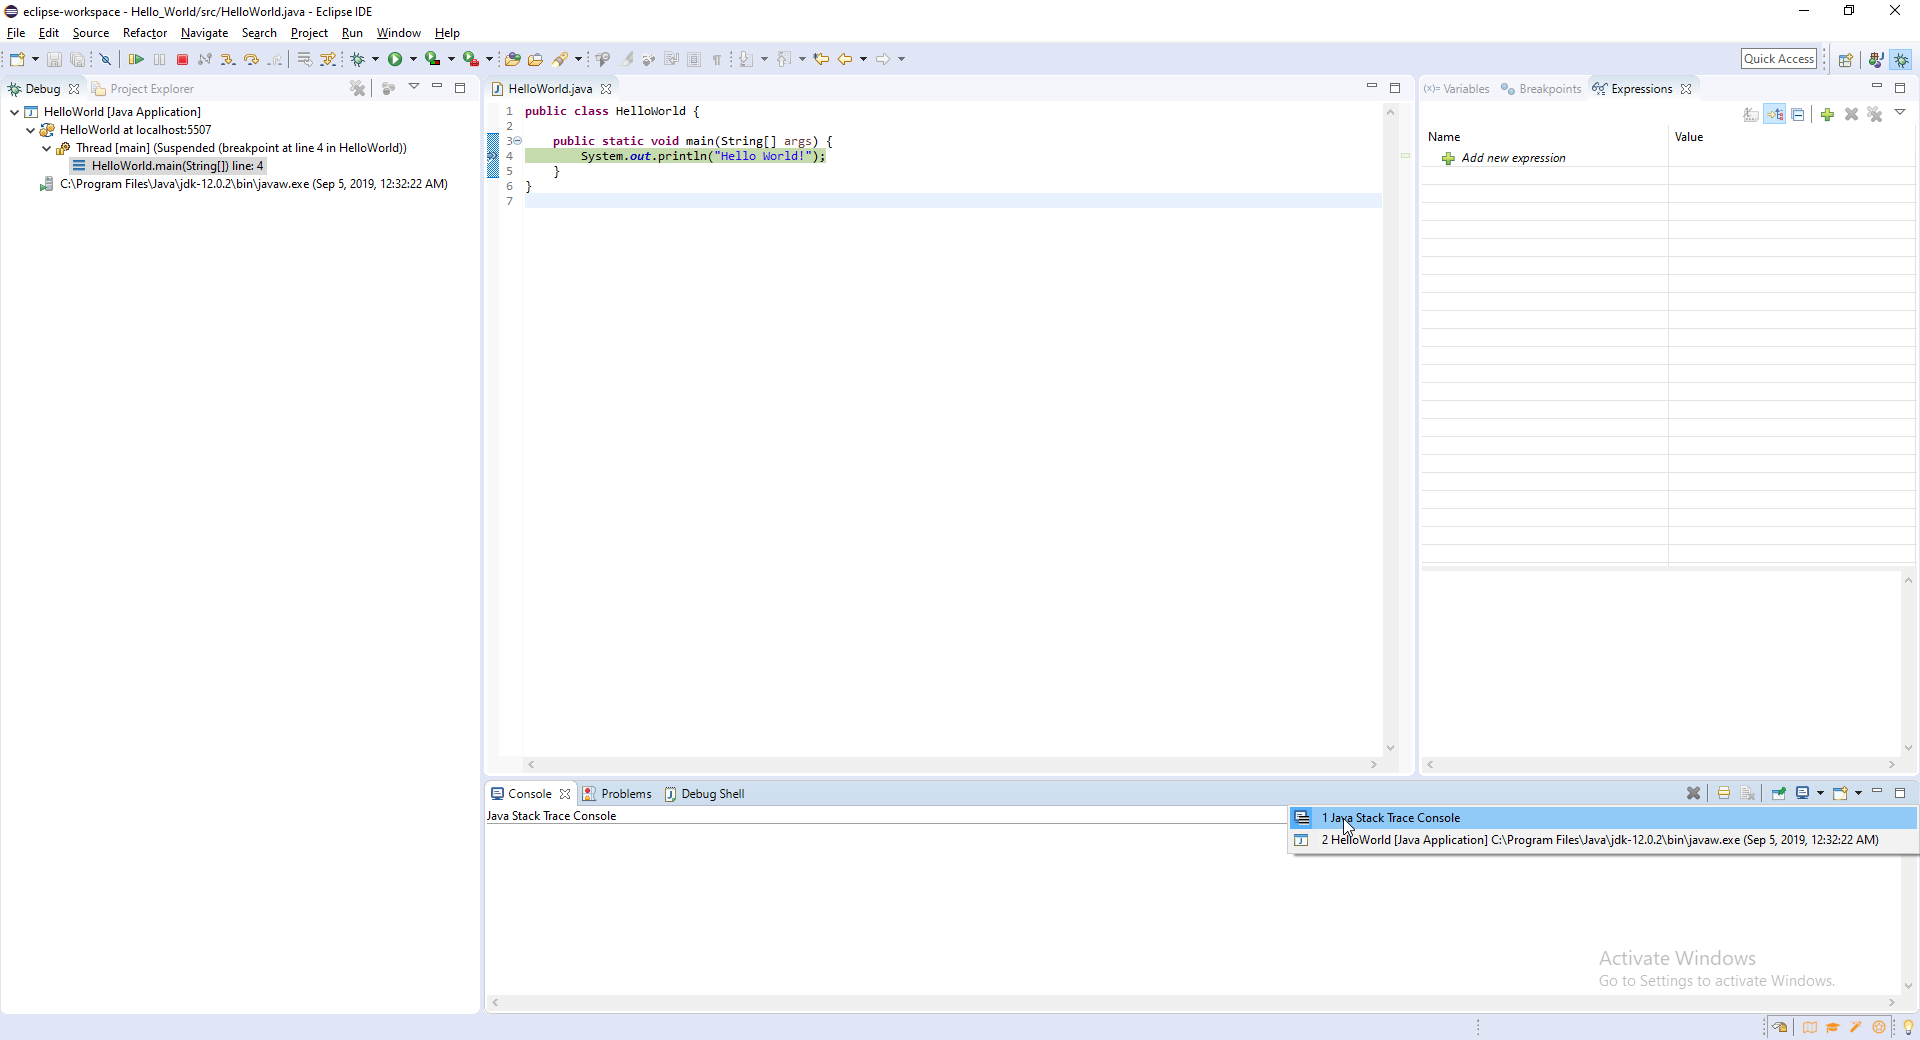 eclipse-workspace - Hello_World/src/HelloWorld.java - Eclipse IDE
File Edit Source Refactor Navigate Search Project Run Window Help
Quick Access
Debug Project Explorer
HelloWorld [Java Application]
HelloWorld at localhost:5507
Thread [main] (Suspended (breakpoint at line 4 in HelloWorld))
HelloWorld.main(String[]) line: 4
C:\Program Files\Java\jdk-12.0.2\bin\javaw.exe (Sep 5, 2019, 12:32:22 AM)
HelloWorld.java
1 public class HelloWorld {
2
3 public static void main(String[] args) {
4 System.out.println("Hello World!");
5 }
6 }
7
(x)= Variables Breakpoints Expressions
Name Value
Add new expression
Console Problems Debug Shell
Java Stack Trace Console
1 Java Stack Trace Console
2 HelloWorld [Java Application] C:\Program Files\Java\jdk-12.0.2\bin\javaw.exe (Sep 5, 2019, 12:32:22 AM)
Activate Windows
Go to Settings to activate Windows.